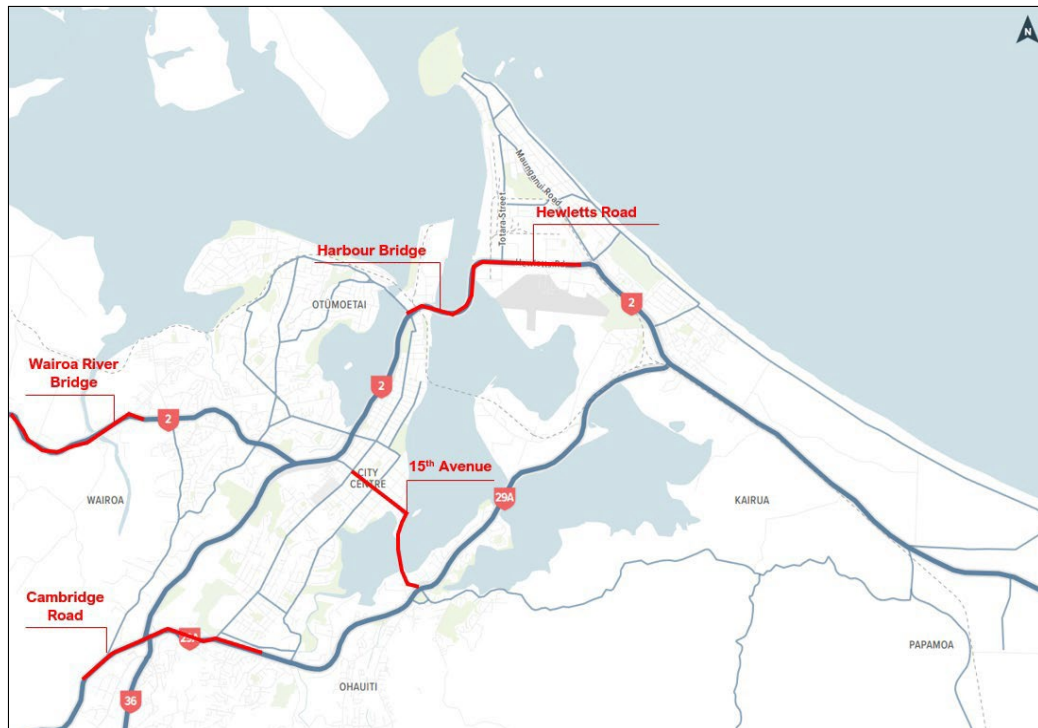 N
Maunganui Road
Totara Street
Hewletts Road
Harbour Bridge
OTŪMOETAI
2
Wairoa River
Bridge
2
2
15th Avenue
CITY
CENTRE
29A
WAIROA
KAIRUA
Cambridge
Road
36
OHAUITI
PAPAMOA